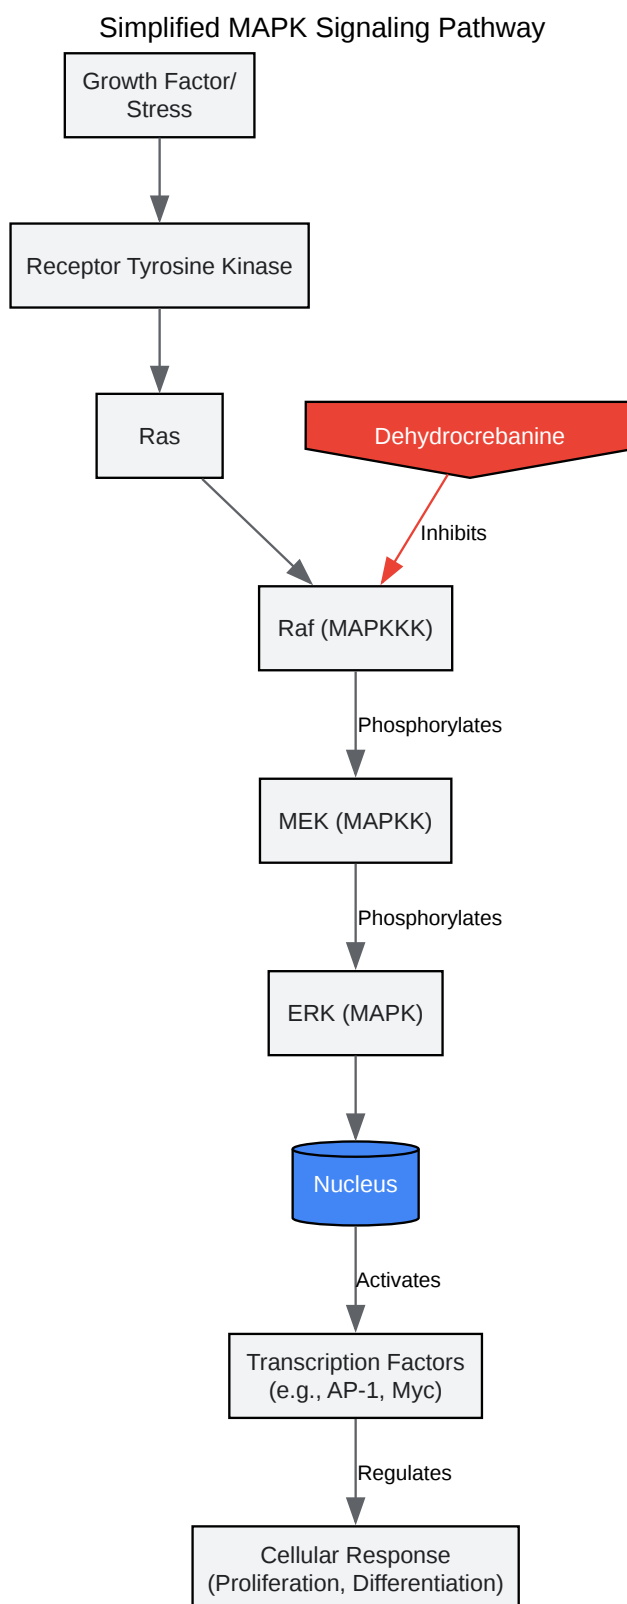 Simplified MAPK Signaling Pathway
Growth Factor/
Stress
Receptor Tyrosine Kinase
Ras
Dehydrocrebanine
Inhibits
Raf (MAPKKK)
Phosphorylates
MEK (MAPKK)
Phosphorylates
ERK (MAPK)
Nucleus
Activates
Transcription Factors
(e.g., AP-1, Myc)
Regulates
Cellular Response
(Proliferation, Differentiation)